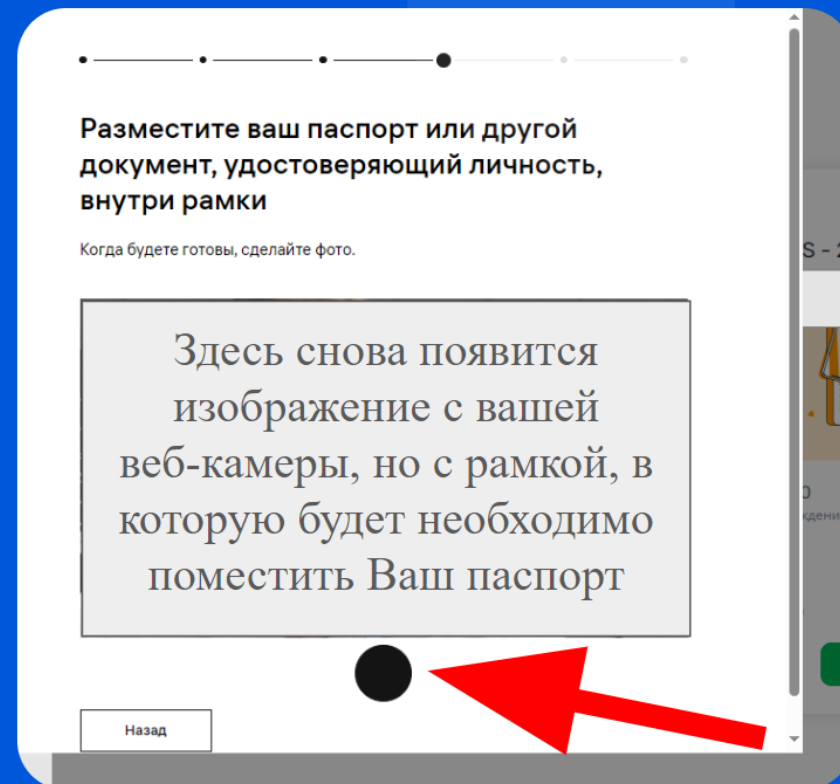 Разместите ваш паспорт или другой
документ, удостоверяющий личность,
внутри рамки
Когда будете готовы, сделайте фото.
Здесь снова появится
изображение с вашей
веб-камеры, но с рамкой, в
которую будет необходимо
поместить Ваш паспорт
Назад